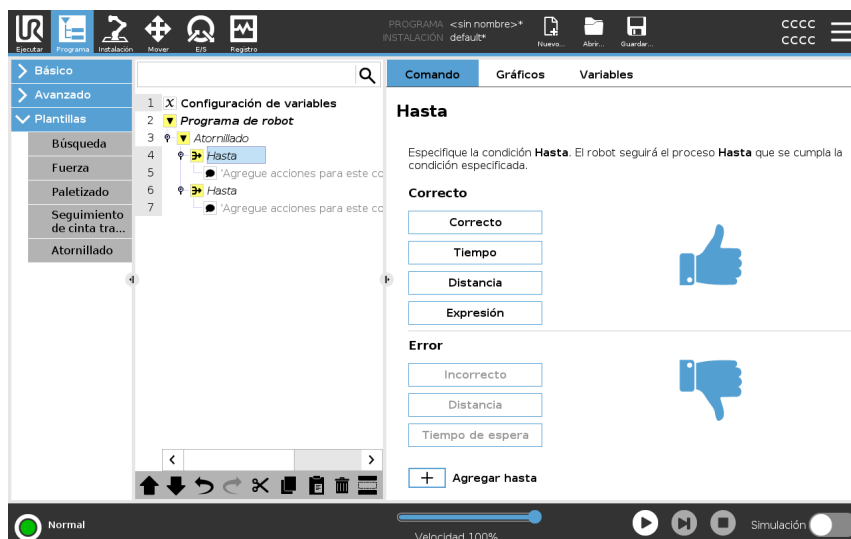 PROGRAMA <sin nombre>*
INSTALACIÓN default*
CCCC
CCCC
Ejecutar Programa Instalación Mover E/S Registro Nuevo... Abrir... Guardar...
Básico
Avanzado
Plantillas
Búsqueda
Fuerza
Paletizado
Seguimiento
de cinta tra...
Atornillado
1 X Configuración de variables
2 Programa de robot
3 Atornillado
4 Hasta
5 'Agregue acciones para este co
6 Hasta
7 'Agregue acciones para este co
Comando Gráficos Variables
Hasta
Especifique la condición Hasta. El robot seguirá el proceso Hasta que se cumpla la
condición especificada.
Correcto
Correcto
Tiempo
Distancia
Expresión
Error
Incorrecto
Distancia
Tiempo de espera
+ Agregar hasta
Normal
Velocidad 100%
Simulación